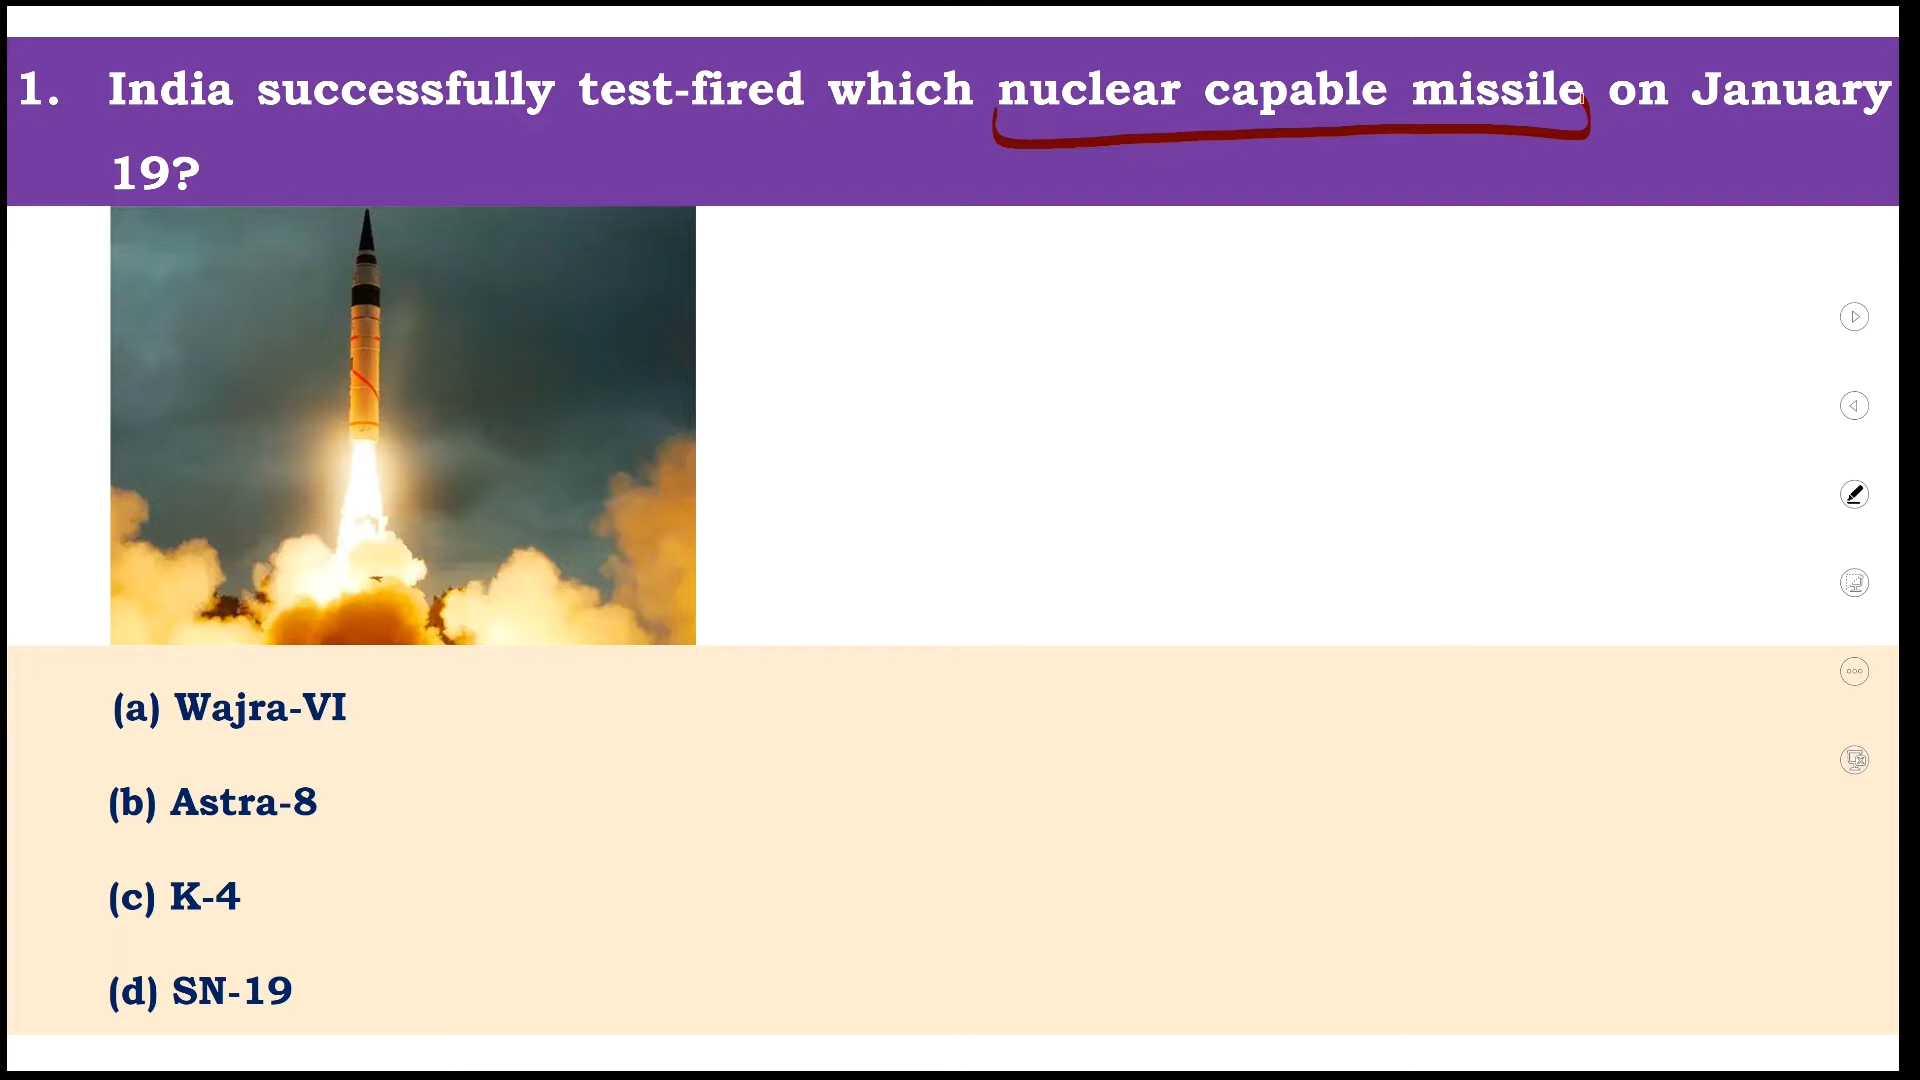 1. India successfully test-fired which nuclear capable missile on January
19?
(a) Wajra-VI
(b) Astra-8
(c) K-4
(d) SN-19